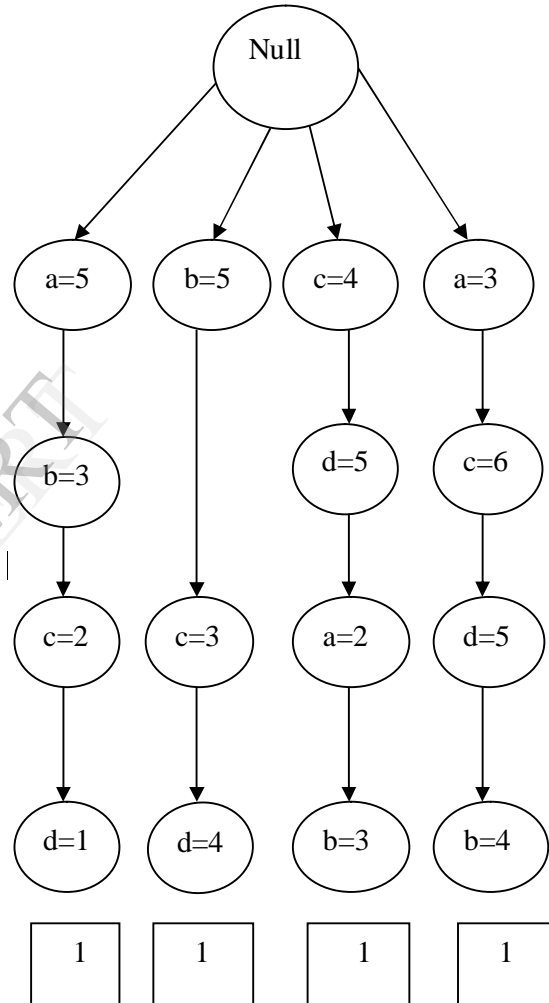 Null
a=5 b=5 c=4 a=3
b=3 d=5 c=6
c=2 c=3 a=2 d=5
d=1 d=4 b=3 b=4
1 1 1 1